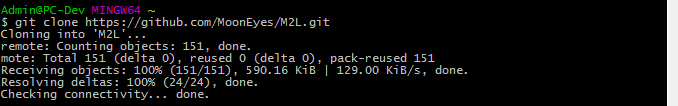 Admin@PC-Dev MINGW64 ~
$ git clone https://github.com/MoonEyes/M2L.git
Cloning into 'M2L'...
remote: Counting objects: 151, done.
mote: Total 151 (delta 0), reused 0 (delta 0), pack-reused 151
Receiving objects: 100% (151/151), 590.16 KiB | 129.00 KiB/s, done.
Resolving deltas: 100% (24/24), done.
Checking connectivity... done.